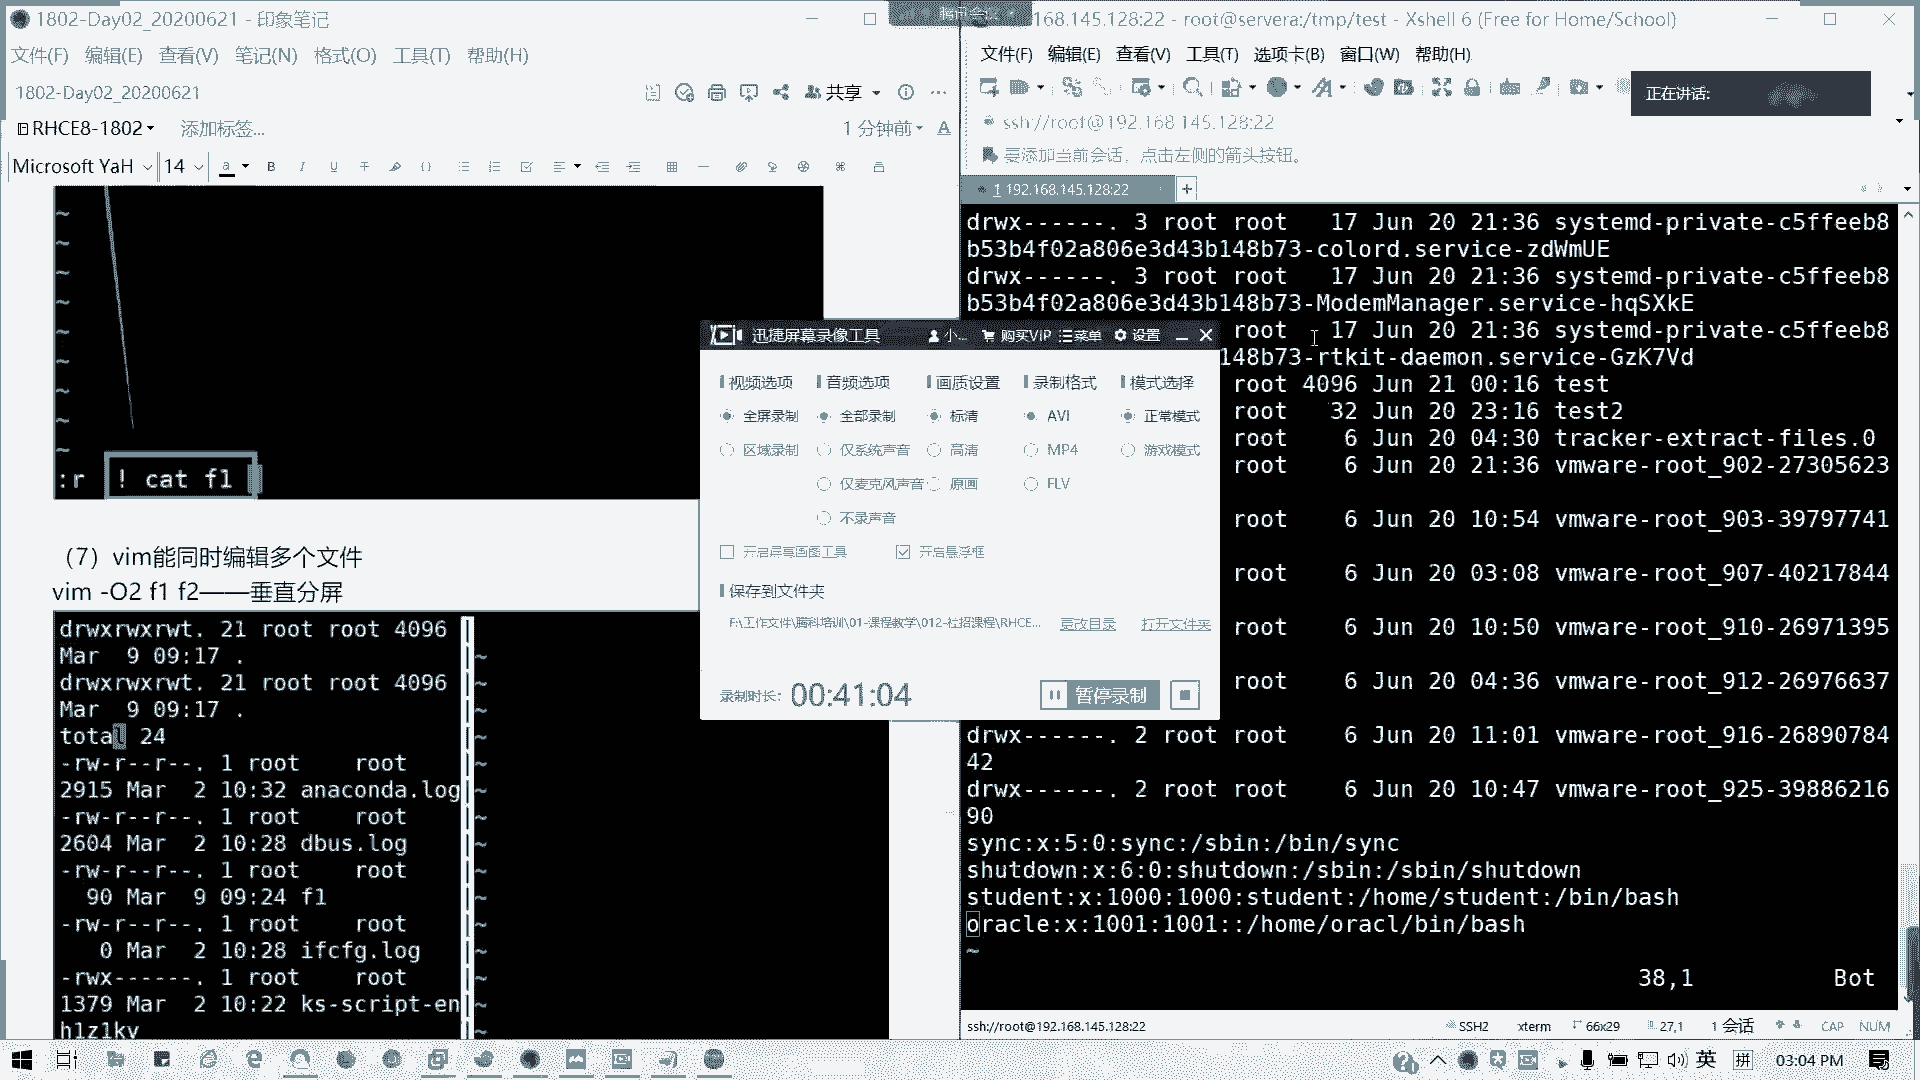 1802-Day02_20200621 - 印象笔记
文件(F) 编辑(E) 查看(V) 笔记(N) 格式(O) 工具(T) 帮助(H)
1802-Day02_20200621
共享
RHCE8-1802 添加标签...
1 分钟前
Microsoft YaH 14
~
~
~
~
~
~
~
~
~
:r ! cat f1
（7）vim能同时编辑多个文件
vim -O2 f1 f2——垂直分屏
drwxrwxrwt. 21 root root 4096
Mar  9 09:17 .
drwxrwxrwt. 21 root root 4096
Mar  9 09:17 .
total 24
-rw-r--r--. 1 root    root
2915 Mar  2 10:32 anaconda.log
-rw-r--r--. 1 root    root
2604 Mar  2 10:28 dbus.log
-rw-r--r--. 1 root    root
90 Mar  9 09:24 f1
-rw-r--r--. 1 root    root
0 Mar  2 10:28 ifcfg.log
-rwx------. 1 root    root
1379 Mar  2 10:22 ks-script-en
h1z1kv
迅捷屏幕录像工具 小... 购买VIP 菜单 设置
视频选项 音频选项 画质设置 录制格式 模式选择
全屏录制 全部录制 标清 AVI 正常模式
区域录制 仅系统声音 高清 MP4 游戏模式
仅麦克风声音 原画 FLV
不录声音
开启屏幕画图工具 开启悬浮框
保存到文件夹
F:\工作文件\腾科培训\01-课程教学\012-社招课程\RHCE... 更改目录 打开文件夹
录制时长: 00:41:04 暂停录制
168.145.128:22 - root@servera:/tmp/test - Xshell 6 (Free for Home/School)
文件(F) 编辑(E) 查看(V) 工具(T) 选项卡(B) 窗口(W) 帮助(H)
正在讲话:
ssh://root@192.168.145.128:22
要添加当前会话，点击左侧的箭头按钮。
1 192.168.145.128:22 +
drwx------. 3 root root   17 Jun 20 21:36 systemd-private-c5ffeeb8
b53b4f02a806e3d43b148b73-colord.service-zdWmUE
drwx------. 3 root root   17 Jun 20 21:36 systemd-private-c5ffeeb8
b53b4f02a806e3d43b148b73-ModemManager.service-hqSXkE
root   17 Jun 20 21:36 systemd-private-c5ffeeb8
148b73-rtkit-daemon.service-GzK7Vd
root 4096 Jun 21 00:16 test
root   32 Jun 20 23:16 test2
root    6 Jun 20 04:30 tracker-extract-files.0
root    6 Jun 20 21:36 vmware-root_902-27305623
root    6 Jun 20 10:54 vmware-root_903-39797741
root    6 Jun 20 03:08 vmware-root_907-40217844
root    6 Jun 20 10:50 vmware-root_910-26971395
root    6 Jun 20 04:36 vmware-root_912-26976637
drwx------. 2 root root    6 Jun 20 11:01 vmware-root_916-26890784
42
drwx------. 2 root root    6 Jun 20 10:47 vmware-root_925-39886216
90
sync:x:5:0:sync:/sbin:/bin/sync
shutdown:x:6:0:shutdown:/sbin:/sbin/shutdown
student:x:1000:1000:student:/home/student:/bin/bash
oracle:x:1001:1001::/home/oracl/bin/bash
~
38,1 Bot
ssh://root@192.168.145.128:22 SSH2 xterm 66x29 27,1 1 会话 CAP NUM
英 拼 03:04 PM